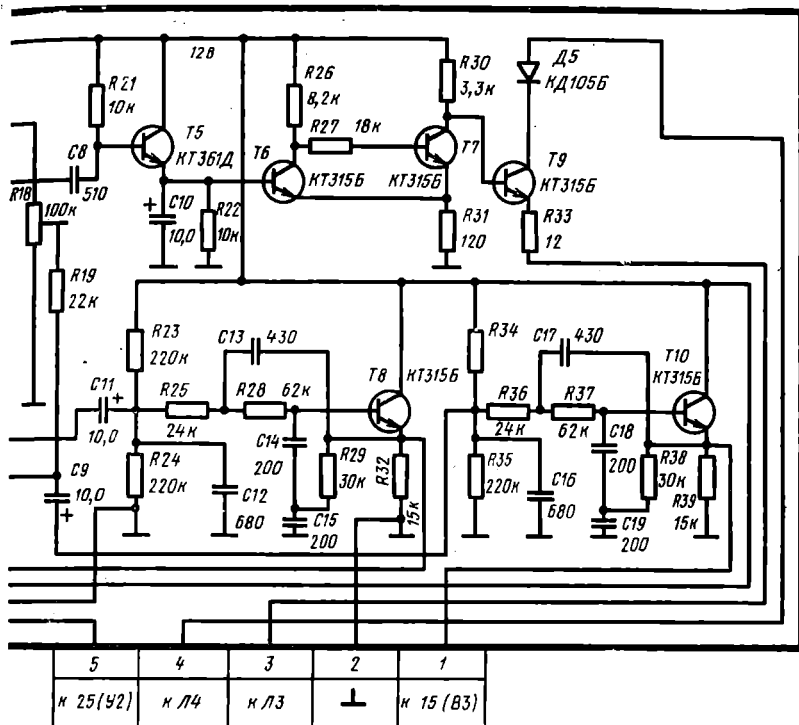 12В
R21
10к
R26
8,2к
R30
3,3к
Д5
КД105Б
R27
18к
C8
510
T5
КТ361Д
T6
КТ315Б
T7
КТ315Б
T9
КТ315Б
R18
100к
+
C10
10,0
R22
10к
R31
120
R33
12
R19
22к
R23
220к
C13
430
R34
C17
430
T8
КТ315Б
T10
КТ315Б
C11
+
10,0
R25
24к
R28
62к
R36
24к
R37
62к
C9
10,0
+
R24
220к
C12
680
C14
200
R29
30к
R32
15к
C15
200
R35
220к
C16
680
C18
200
R38
30к
R39
15к
C19
200
5 4 3 2 1
к 25(У2) к Л4 к Л3 к 15 (В3)